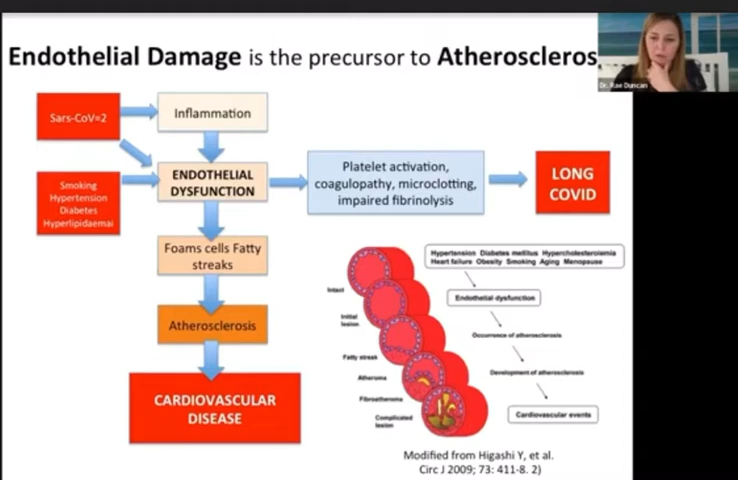 Endothelial Damage is the precursor to Atheroscleros
Dr. Rae Duncan
Sars-CoV=2
Inflammation
Smoking
Hypertension
Diabetes
Hyperlipidaemai
ENDOTHELIAL
DYSFUNCTION
Platelet activation,
coagulopathy, microclotting,
impaired fibrinolysis
LONG
COVID
Foams cells Fatty
streaks
Atherosclerosis
CARDIOVASCULAR
DISEASE
Hypertension Diabetes mellitus Hypercholesterolemia
Heart failure Obesity Smoking Aging Menopause
Endothelial dysfunction
Occurrence of atherosclerosis
Development of atherosclerosis
Cardiovascular events
Intact
Initial
lesion
Fatty streak
Atheroma
Fibroatheroma
Complicated
lesion
Modified from Higashi Y, et al.
Circ J 2009; 73: 411-8. 2)